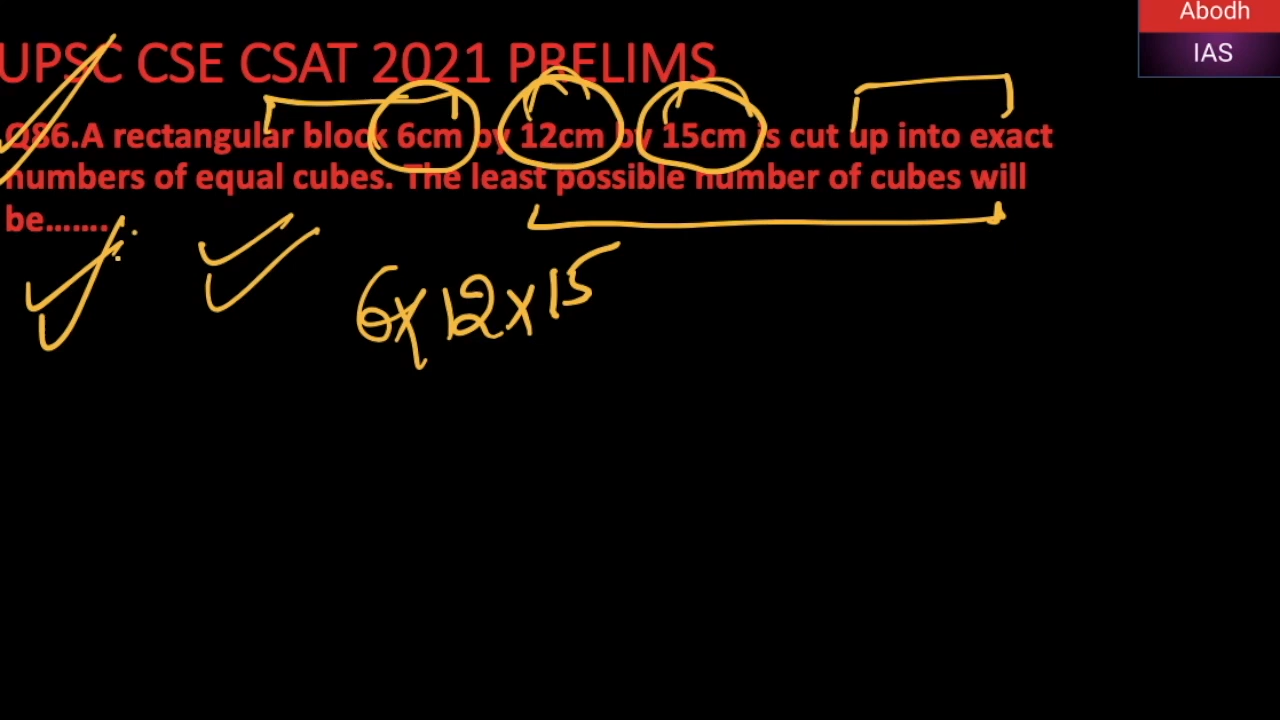 Abodh
IAS
UPSC CSE CSAT 2021 PRELIMS
Q86.A rectangular block 6cm by 12cm by 15cm is cut up into exact
numbers of equal cubes. The least possible number of cubes will
be.......
6x12x15